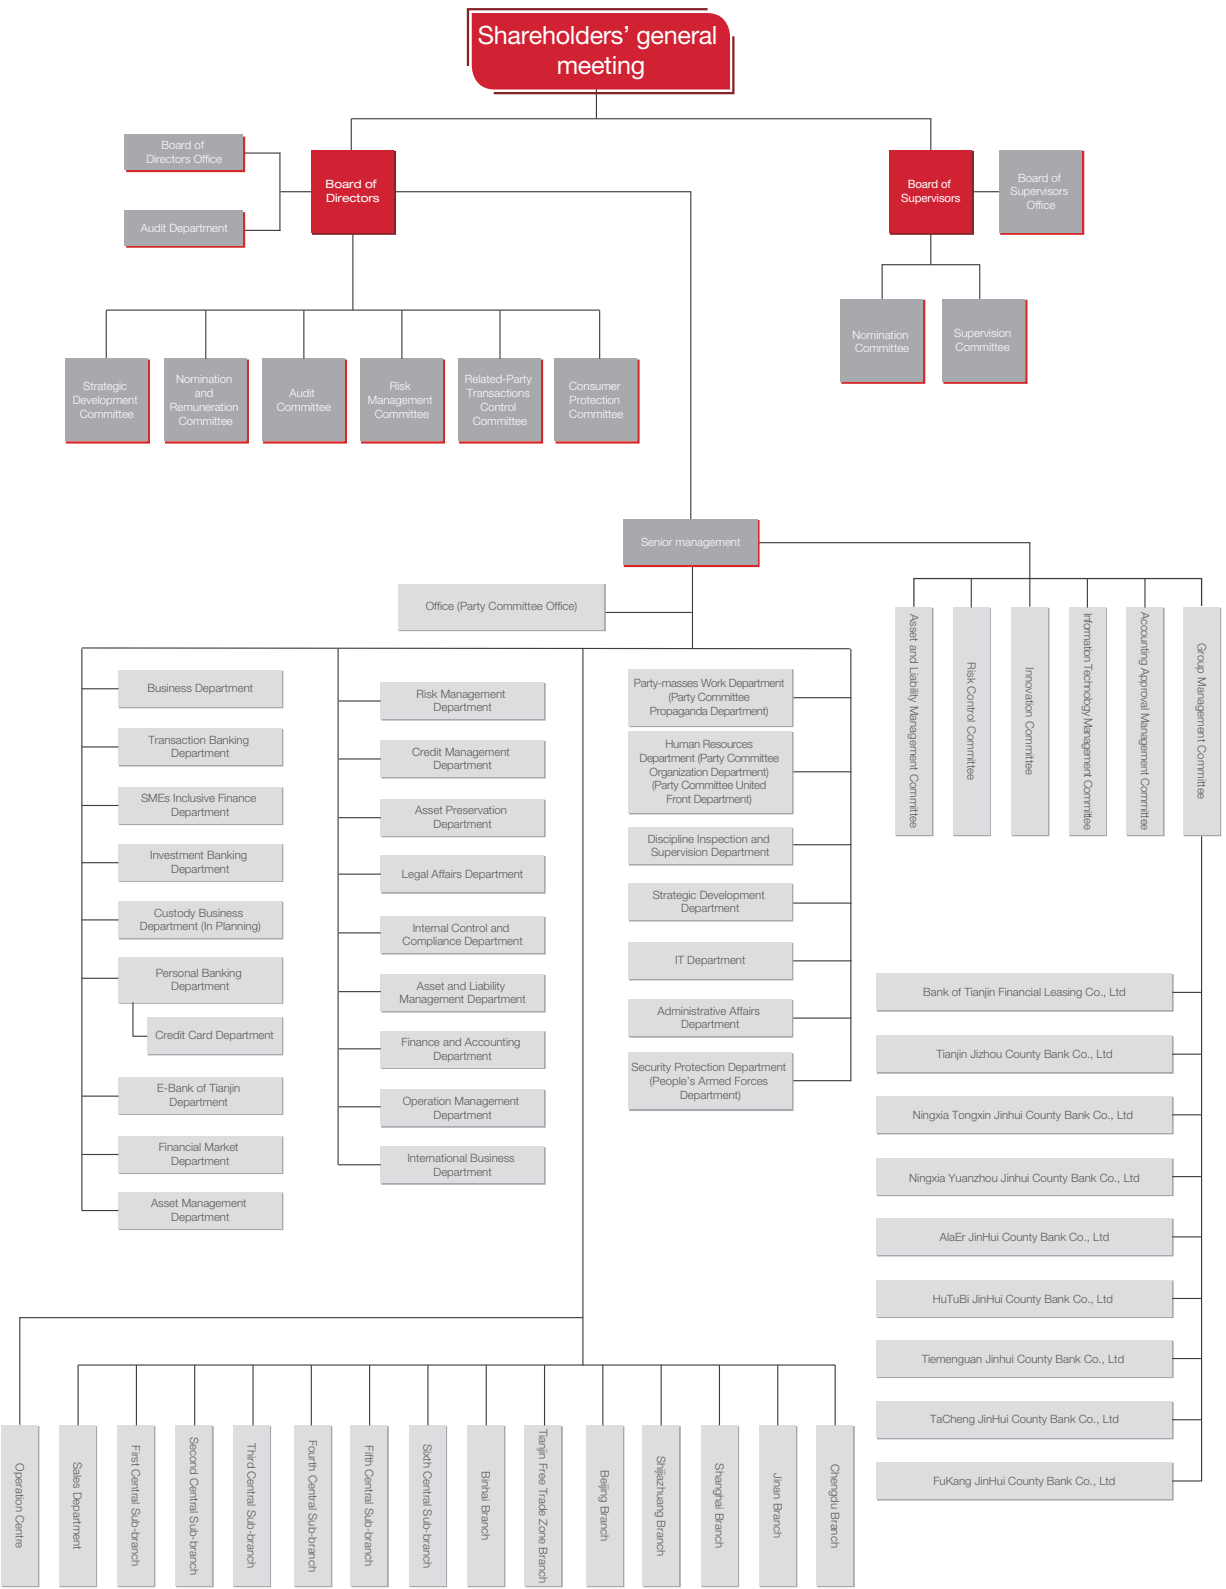 Shareholders' general
meeting
Board of
Directors Office
Audit Department
Board of
Directors
Board of
Supervisors
Board of
Supervisors
Office
Nomination
Committee
Supervision
Committee
Strategic
Development
Committee
Nomination
and
Remuneration
Committee
Audit
Committee
Risk
Management
Committee
Related-Party
Transactions
Control
Committee
Consumer
Protection
Committee
Senior management
Office (Party Committee Office)
Asset and Liability Management Committee
Risk Control Committee
Innovation Committee
Information Technology Management Committee
Accounting Approval Management Committee
Group Management Committee
Business Department
Transaction Banking
Department
SMEs Inclusive Finance
Department
Investment Banking
Department
Custody Business
Department (In Planning)
Personal Banking
Department
Credit Card Department
E-Bank of Tianjin
Department
Financial Market
Department
Asset Management
Department
Risk Management
Department
Credit Management
Department
Asset Preservation
Department
Legal Affairs Department
Internal Control and
Compliance Department
Asset and Liability
Management Department
Finance and Accounting
Department
Operation Management
Department
International Business
Department
Party-masses Work Department
(Party Committee
Propaganda Department)
Human Resources
Department (Party Committee
Organization Department)
(Party Committee United
Front Department)
Discipline Inspection and
Supervision Department
Strategic Development
Department
IT Department
Administrative Affairs
Department
Security Protection Department
(People's Armed Forces
Department)
Bank of Tianjin Financial Leasing Co., Ltd
Tianjin Jizhou County Bank Co., Ltd
Ningxia Tongxin Jinhui County Bank Co., Ltd
Ningxia Yuanzhou Jinhui County Bank Co., Ltd
AlaEr JinHui County Bank Co., Ltd
HuTuBi JinHui County Bank Co., Ltd
Tiemenguan Jinhui County Bank Co., Ltd
TaCheng JinHui County Bank Co., Ltd
FuKang JinHui County Bank Co., Ltd
Operation Centre
Sales Department
First Central Sub-branch
Second Central Sub-branch
Third Central Sub-branch
Fourth Central Sub-branch
Fifth Central Sub-branch
Sixth Central Sub-branch
Binhai Branch
Tianjin Free Trade Zone Branch
Beijing Branch
Shijiazhuang Branch
Shanghai Branch
Jinan Branch
Chengdu Branch